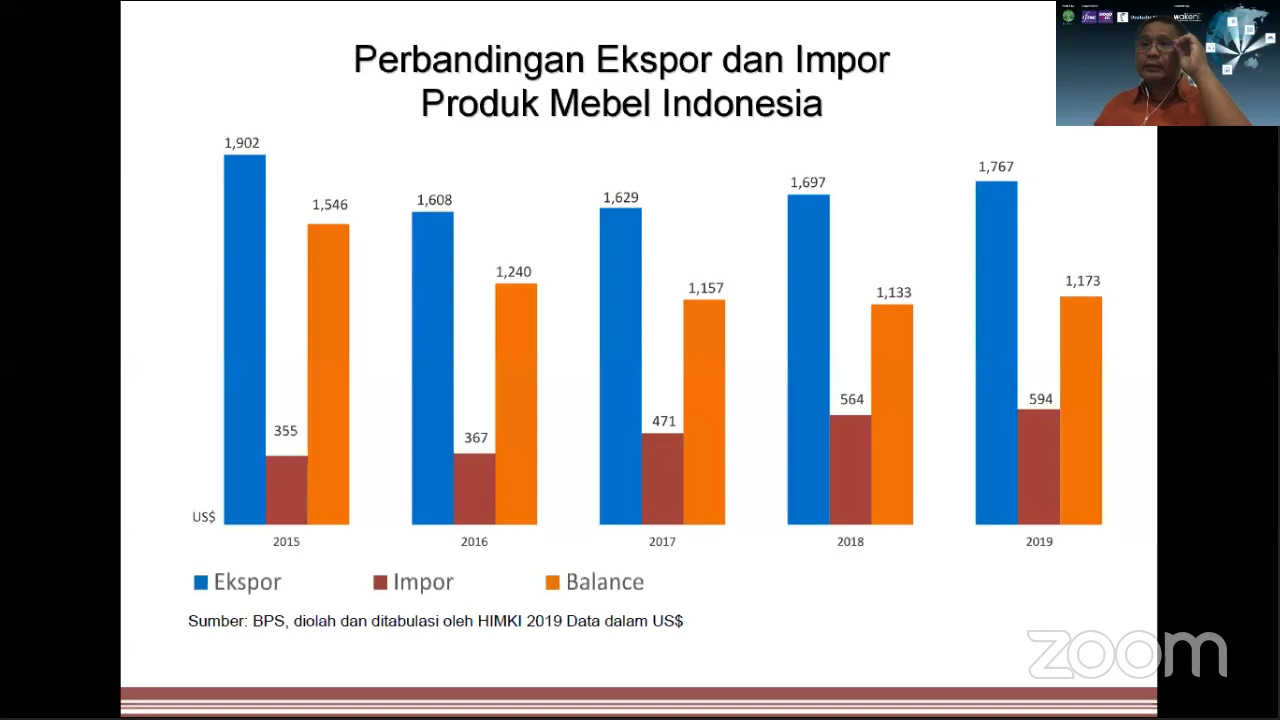 Perbandingan Ekspor dan Impor
Produk Mebel Indonesia
1,902
355
1,546
1,608
367
1,240
1,629
471
1,157
1,697
564
1,133
1,767
594
1,173
US$
2015
2016
2017
2018
2019
Ekspor
Impor
Balance
Sumber: BPS, diolah dan ditabulasi oleh HIMKI 2019 Data dalam US$
zoom